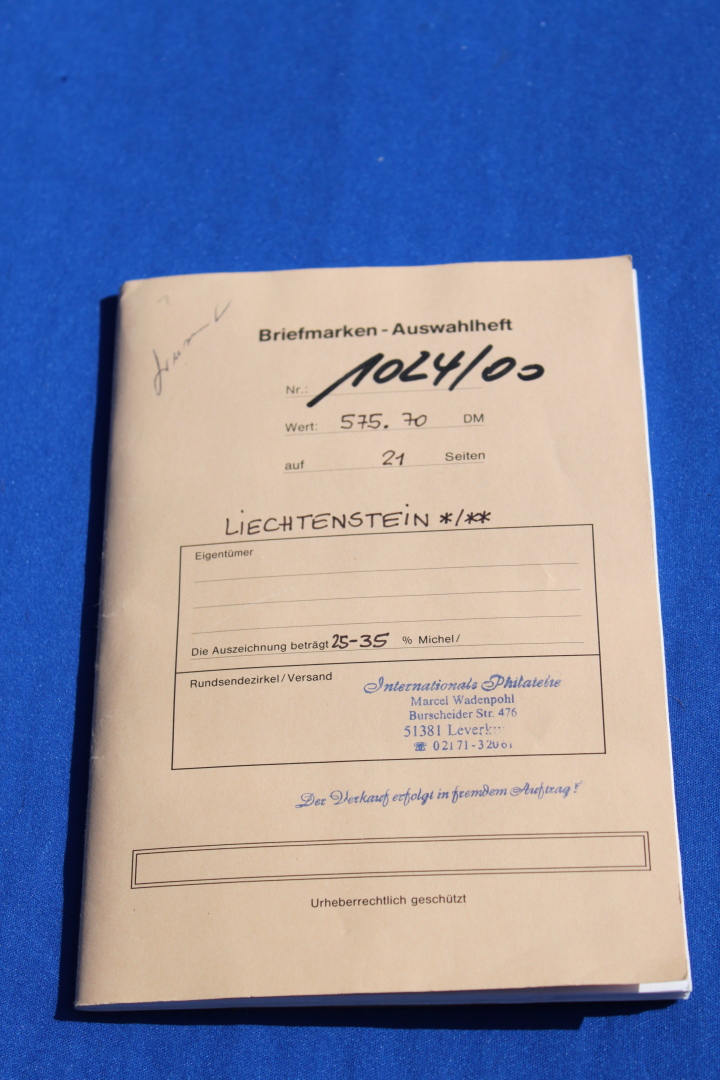 Briefmarken - Auswahlheft
Nr.: 1024/00
Wert: 575.70 DM
auf 21 Seiten
LIECHTENSTEIN */**
Eigentümer
Die Auszeichnung beträgt 25-35 % Michel/
Rundsendezirkel / Versand
Internationale Philatelie
Marcel Wadenpohl
Burscheider Str. 476
51381
☏ 02171-
Der Verkauf erfolgt in fremdem Auftrag!
Urheberrechtlich geschützt